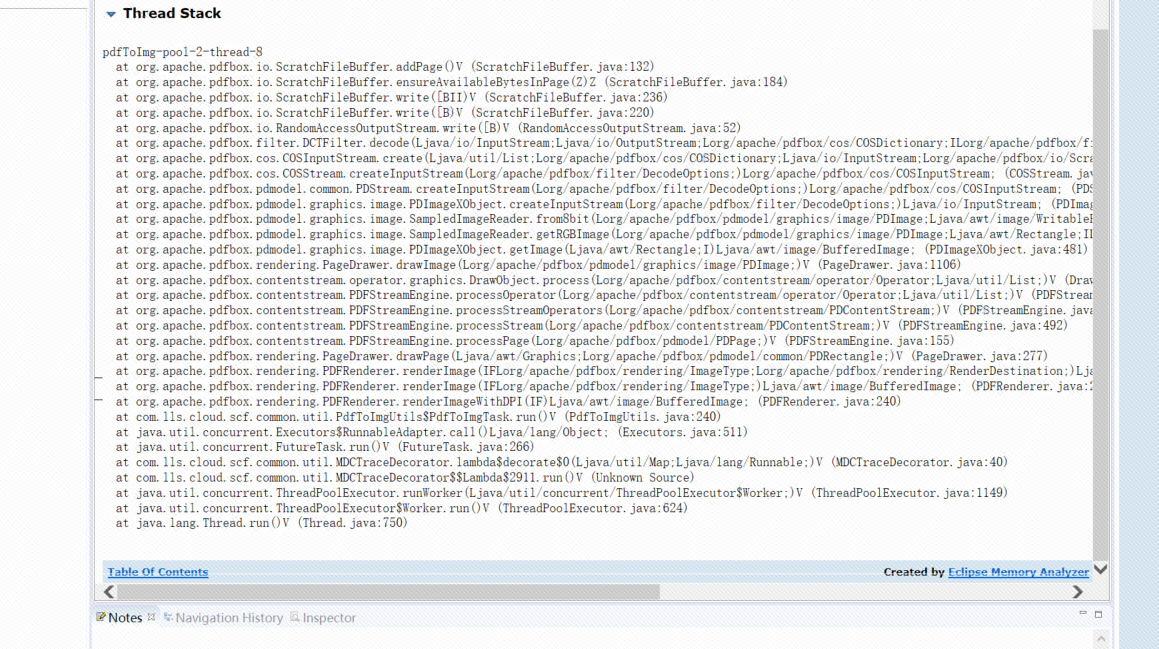 Thread Stack
pdfToImg-pool-2-thread-8
at org.apache.pdfbox.io.ScratchFileBuffer.addPage()V (ScratchFileBuffer.java:132)
at org.apache.pdfbox.io.ScratchFileBuffer.ensureAvailableBytesInPage(Z)Z (ScratchFileBuffer.java:184)
at org.apache.pdfbox.io.ScratchFileBuffer.write([BII)V (ScratchFileBuffer.java:236)
at org.apache.pdfbox.io.ScratchFileBuffer.write([B)V (ScratchFileBuffer.java:220)
at org.apache.pdfbox.io.RandomAccessOutputStream.write([B)V (RandomAccessOutputStream.java:52)
at org.apache.pdfbox.filter.DCTFilter.decode(Ljava/io/InputStream;Ljava/io/OutputStream;Lorg/apache/pdfbox/cos/COSDictionary;ILorg/apache/pdfbox/f
at org.apache.pdfbox.cos.COSInputStream.create(Ljava/util/List;Lorg/apache/pdfbox/cos/COSDictionary;Ljava/io/InputStream;Lorg/apache/pdfbox/io/Scra
at org.apache.pdfbox.cos.COSStream.createInputStream(Lorg/apache/pdfbox/filter/DecodeOptions;)Lorg/apache/pdfbox/cos/COSInputStream; (COSStream.jav
at org.apache.pdfbox.pdmodel.common.PDStream.createInputStream(Lorg/apache/pdfbox/filter/DecodeOptions;)Lorg/apache/pdfbox/cos/COSInputStream; (PDS
at org.apache.pdfbox.pdmodel.graphics.image.PDImageXObject.createInputStream(Lorg/apache/pdfbox/filter/DecodeOptions;)Ljava/io/InputStream; (PDImag
at org.apache.pdfbox.pdmodel.graphics.image.SampledImageReader.from8bit(Lorg/apache/pdfbox/pdmodel/graphics/image/PDImage;Ljava/awt/image/Writable
at org.apache.pdfbox.pdmodel.graphics.image.SampledImageReader.getRGBImage(Lorg/apache/pdfbox/pdmodel/graphics/image/PDImage;Ljava/awt/Rectangle;I
at org.apache.pdfbox.pdmodel.graphics.image.PDImageXObject.getImage(Ljava/awt/Rectangle;I)Ljava/awt/image/BufferedImage; (PDImageXObject.java:481)
at org.apache.pdfbox.rendering.PageDrawer.drawImage(Lorg/apache/pdfbox/pdmodel/graphics/image/PDImage;)V (PageDrawer.java:1106)
at org.apache.pdfbox.contentstream.operator.graphics.DrawObject.process(Lorg/apache/pdfbox/contentstream/operator/Operator;Ljava/util/List;)V (Draw
at org.apache.pdfbox.contentstream.PDFStreamEngine.processOperator(Lorg/apache/pdfbox/contentstream/operator/Operator;Ljava/util/List;)V (PDFStream
at org.apache.pdfbox.contentstream.PDFStreamEngine.processStreamOperators(Lorg/apache/pdfbox/contentstream/PDContentStream;)V (PDFStreamEngine.java
at org.apache.pdfbox.contentstream.PDFStreamEngine.processStream(Lorg/apache/pdfbox/contentstream/PDContentStream;)V (PDFStreamEngine.java:492)
at org.apache.pdfbox.contentstream.PDFStreamEngine.processPage(Lorg/apache/pdfbox/pdmodel/PDPage;)V (PDFStreamEngine.java:155)
at org.apache.pdfbox.rendering.PageDrawer.drawPage(Ljava/awt/Graphics;Lorg/apache/pdfbox/pdmodel/common/PDRectangle;)V (PageDrawer.java:277)
at org.apache.pdfbox.rendering.PDFRenderer.renderImage(IFLorg/apache/pdfbox/rendering/ImageType;Lorg/apache/pdfbox/rendering/RenderDestination;)Lja
at org.apache.pdfbox.rendering.PDFRenderer.renderImage(IFLorg/apache/pdfbox/rendering/ImageType;)Ljava/awt/image/BufferedImage; (PDFRenderer.java:2
at org.apache.pdfbox.rendering.PDFRenderer.renderImageWithDPI(IF)Ljava/awt/image/BufferedImage; (PDFRenderer.java:240)
at com.lls.cloud.scf.common.util.PdfToImgUtils$PdfToImgTask.run()V (PdfToImgUtils.java:240)
at java.util.concurrent.Executors$RunnableAdapter.call()Ljava/lang/Object; (Executors.java:511)
at java.util.concurrent.FutureTask.run()V (FutureTask.java:266)
at com.lls.cloud.scf.common.util.MDCTraceDecorator.lambda$decorate$0(Ljava/util/Map;Ljava/lang/Runnable;)V (MDCTraceDecorator.java:40)
at com.lls.cloud.scf.common.util.MDCTraceDecorator$$Lambda$2911.run()V (Unknown Source)
at java.util.concurrent.ThreadPoolExecutor.runWorker(Ljava/util/concurrent/ThreadPoolExecutor$Worker;)V (ThreadPoolExecutor.java:1149)
at java.util.concurrent.ThreadPoolExecutor$Worker.run()V (ThreadPoolExecutor.java:624)
at java.lang.Thread.run()V (Thread.java:750)
Table Of Contents Created by Eclipse Memory Analyzer
Notes Navigation History Inspector